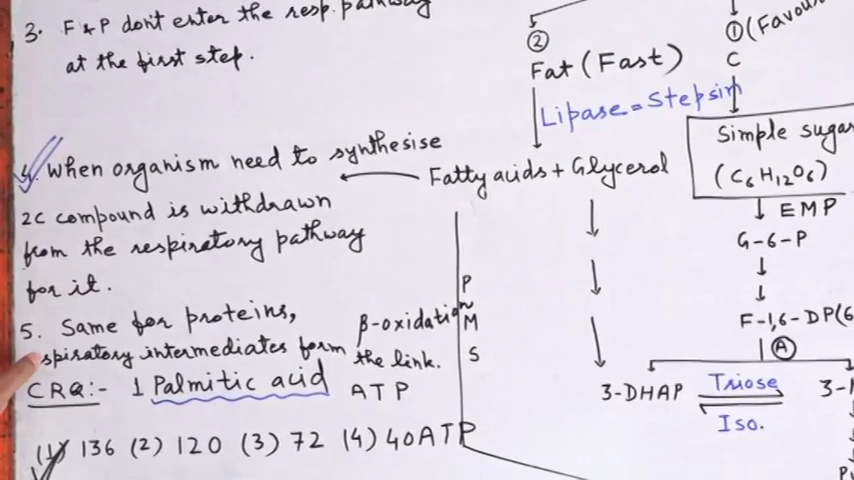 3. F & P don't enter the resp. pathway
at the first step.
4. When organism need to synthesise
2C compound is withdrawn
from the respiratory pathway
for it.
5. Same for proteins,
spiratory intermediates form the link.
CRQ:- 1 Palmitic acid ATP
(1) 136 (2) 120 (3) 72 (4) 40ATP
②
Fat (Fast)
Lipase = Stepsin
Fatty acids + Glycerol
β-oxidation
P
M
S
3-DHAP
Triose
Iso.
①
C
Simple sugar
(C6H12O6)
EMP
G-6-P
F-1,6-DP(6
A
3-